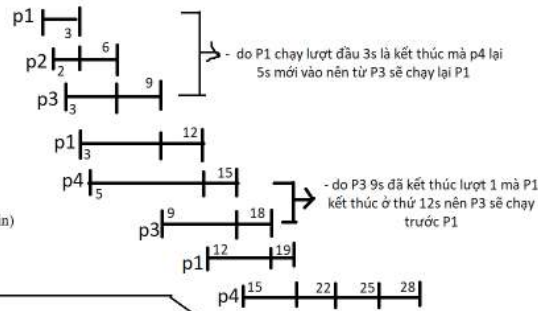 p1 3
p2 2 6
p3 3 9
- do P1 chạy lượt đầu 3s là kết thúc mà p4 lại
5s mới vào nên từ P3 sẽ chạy lại P1
p1 3 12
p4 5 15
p3 9 18
- do P3 9s đã kết thúc lượt 1 mà P1
kết thúc ở thứ 12s nên P3 sẽ chạy
trước P1
in)
p1 12 19
p4 15 22 25 28